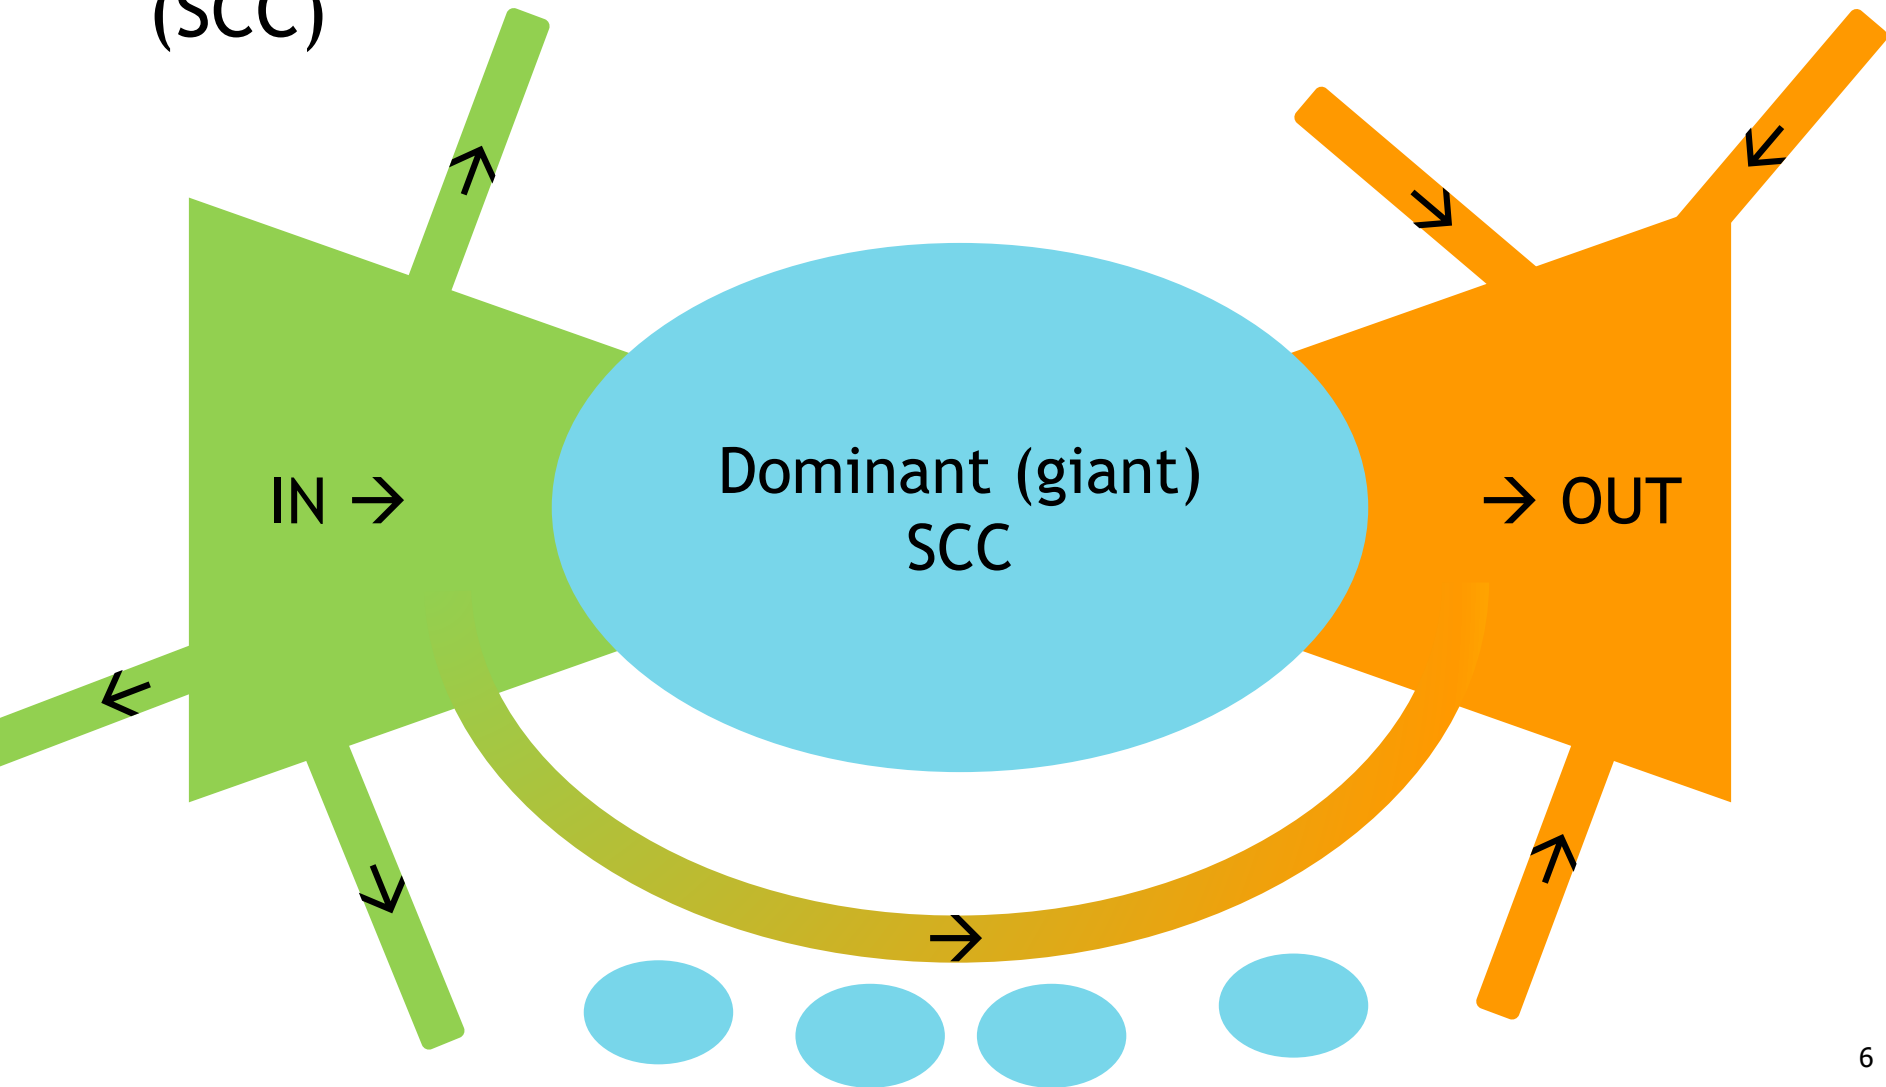 (SCC)
IN →
Dominant (giant)
SCC
→ OUT
6